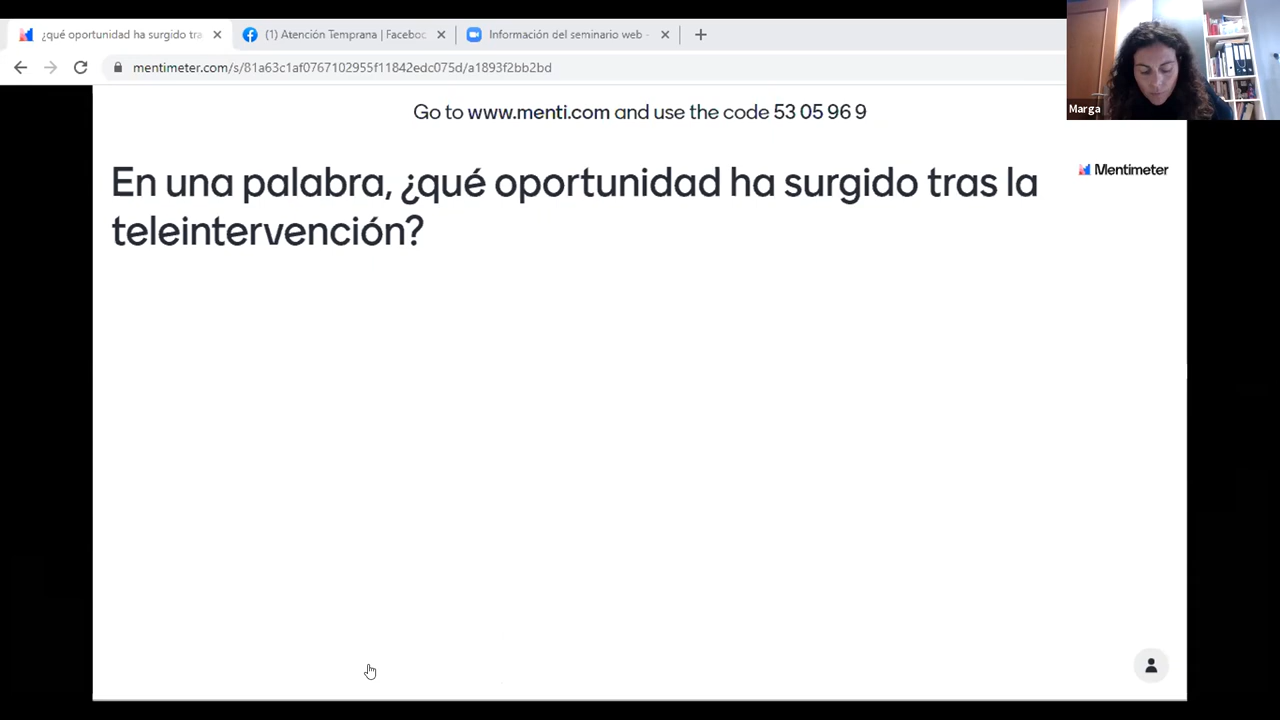 ¿qué oportunidad ha surgido tra
(1) Atención Temprana | Faceboc
Información del seminario web -
mentimeter.com/s/81a63c1af0767102955f11842edc075d/a1893f2bb2bd
Marga
Go to www.menti.com and use the code 53 05 96 9
Mentimeter
En una palabra, ¿qué oportunidad ha surgido tras la
teleintervención?